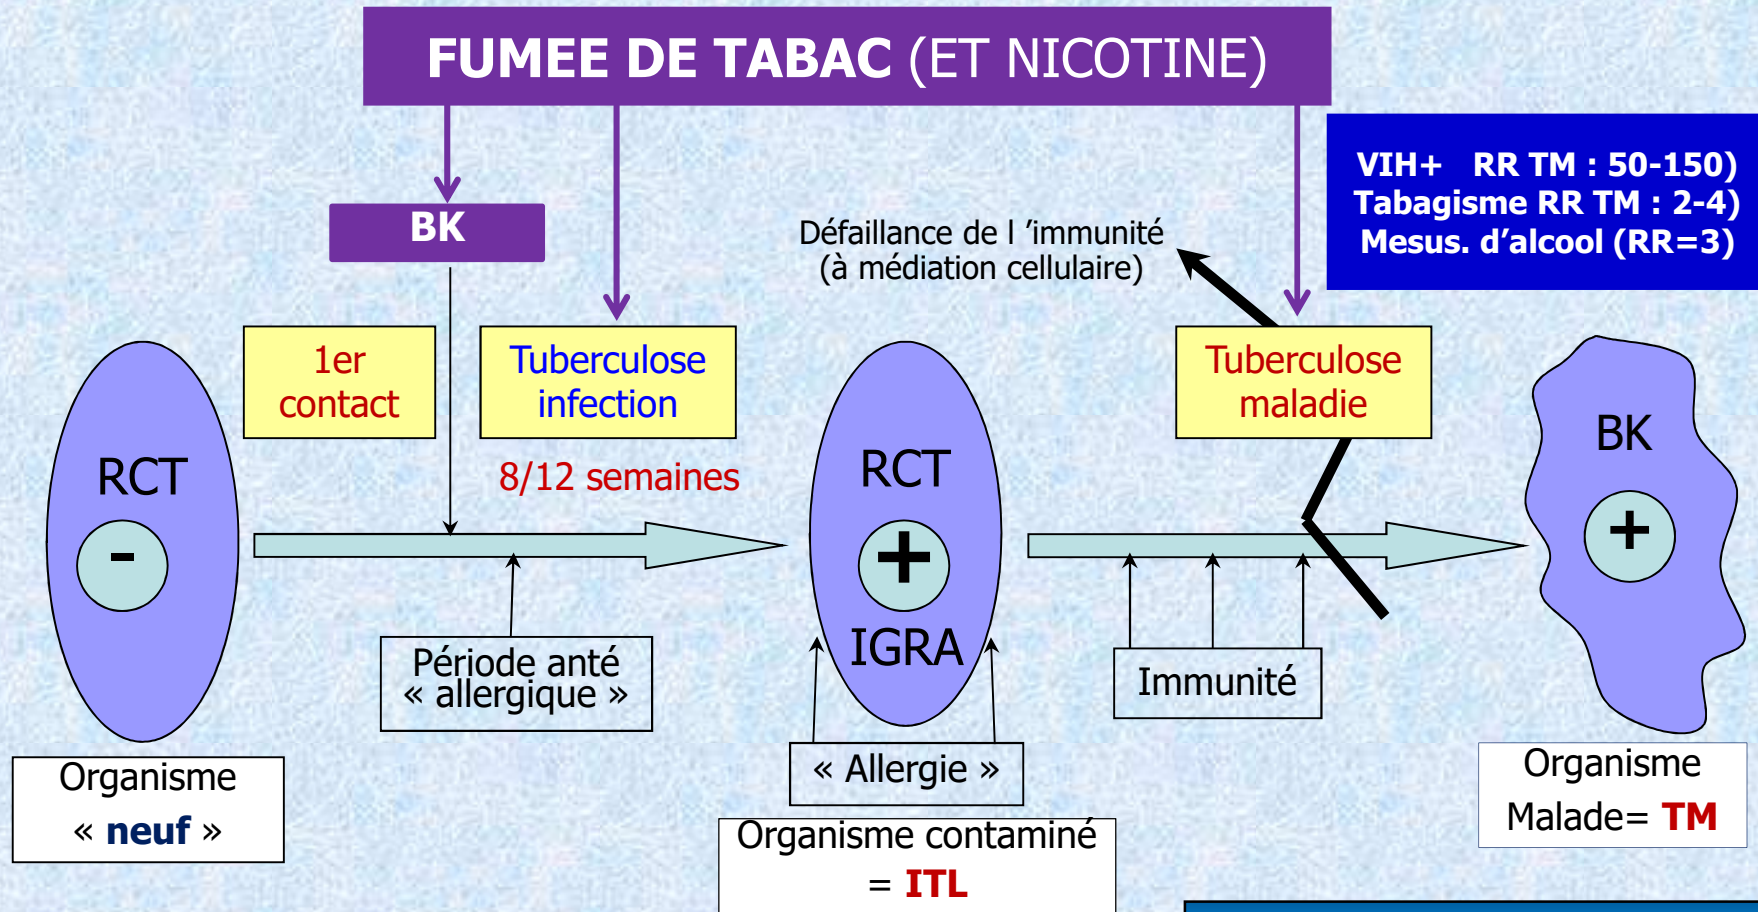 FUMEE DE TABAC (ET NICOTINE)
VIH+ RR TM : 50-150)
Tabagisme RR TM : 2-4)
Mesus. d’alcool (RR=3)
BK
Défaillance de l ’immunité
(à médiation cellulaire)
1er
contact
Tuberculose
infection
8/12 semaines
Tuberculose
maladie
RCT
-
RCT
+
IGRA
BK
+
Période anté
« allergique »
Immunité
« Allergie »
Organisme
« neuf »
Organisme contaminé
= ITL
Organisme
Malade= TM